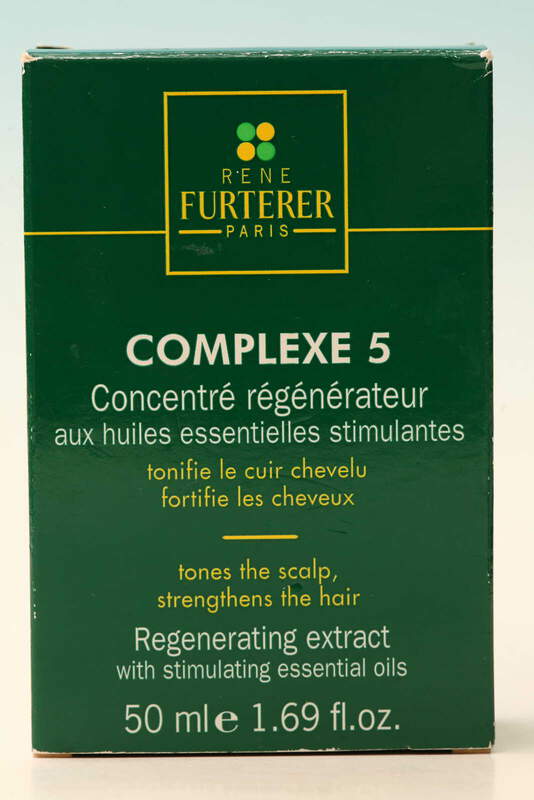 RENE
FURTERER
PARIS
COMPLEXE 5
Concentré régénérateur
aux huiles essentielles stimulantes
tonifie le cuir chevelu
fortifie les cheveux
tones the scalp,
strengthens the hair
Regenerating extract
with stimulating essential oils
50 ml ℮ 1.69 fl.oz.